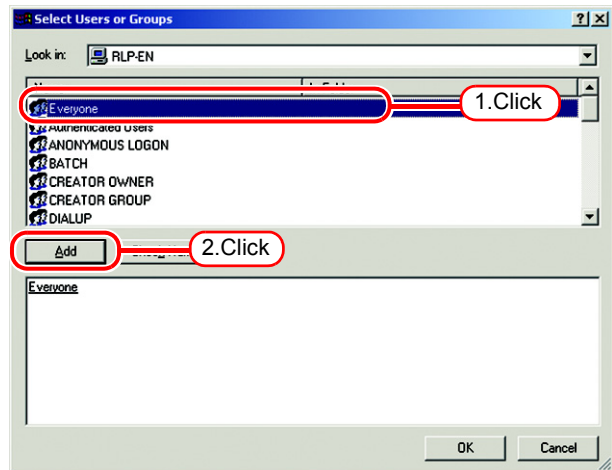 Select Users or Groups
Look in: RLP-EN
Everyone
1.Click
Authenticated Users
ANONYMOUS LOGON
BATCH
CREATOR OWNER
CREATOR GROUP
DIALUP
Add
2.Click
Everyone
OK Cancel